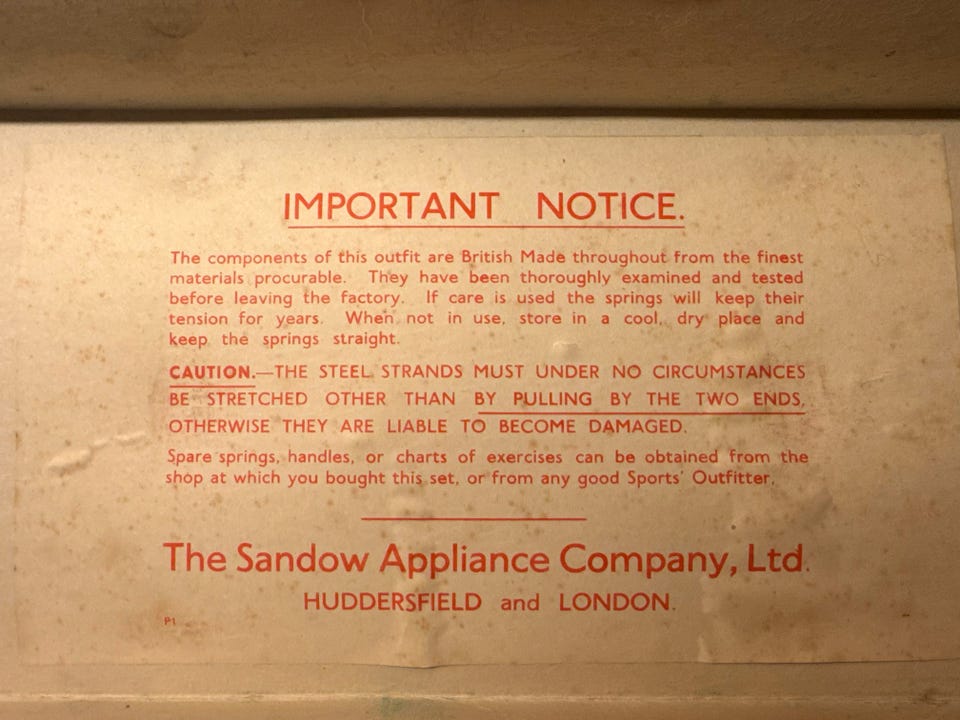 IMPORTANT NOTICE.
The components of this outfit are British Made throughout from the finest
materials procurable. They have been thoroughly examined and tested
before leaving the factory. If care is used the springs will keep their
tension for years. When not in use, store in a cool, dry place and
keep the springs straight.
CAUTION.—THE STEEL STRANDS MUST UNDER NO CIRCUMSTANCES
BE STRETCHED OTHER THAN BY PULLING BY THE TWO ENDS,
OTHERWISE THEY ARE LIABLE TO BECOME DAMAGED.
Spare springs, handles, or charts of exercises can be obtained from the
shop at which you bought this set, or from any good Sports' Outfitter.
The Sandow Appliance Company, Ltd.
HUDDERSFIELD and LONDON.
P1